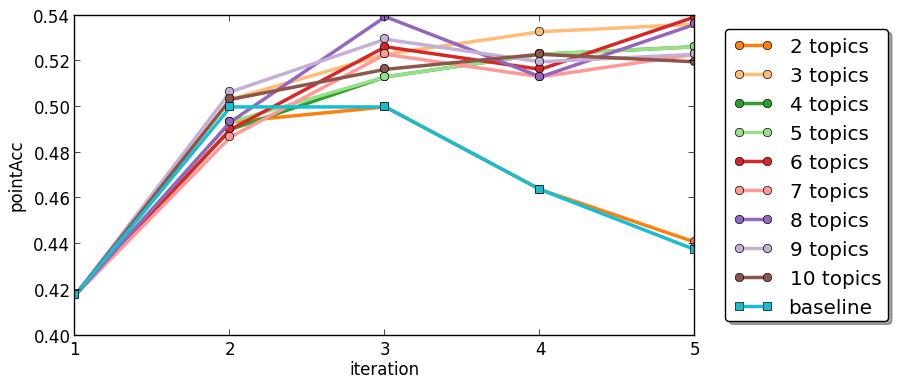 0.54
0.52
0.50
0.48
0.46
0.44
0.42
0.40
pointAcc
1
2
3
4
5
iteration
2 topics
3 topics
4 topics
5 topics
6 topics
7 topics
8 topics
9 topics
10 topics
baseline